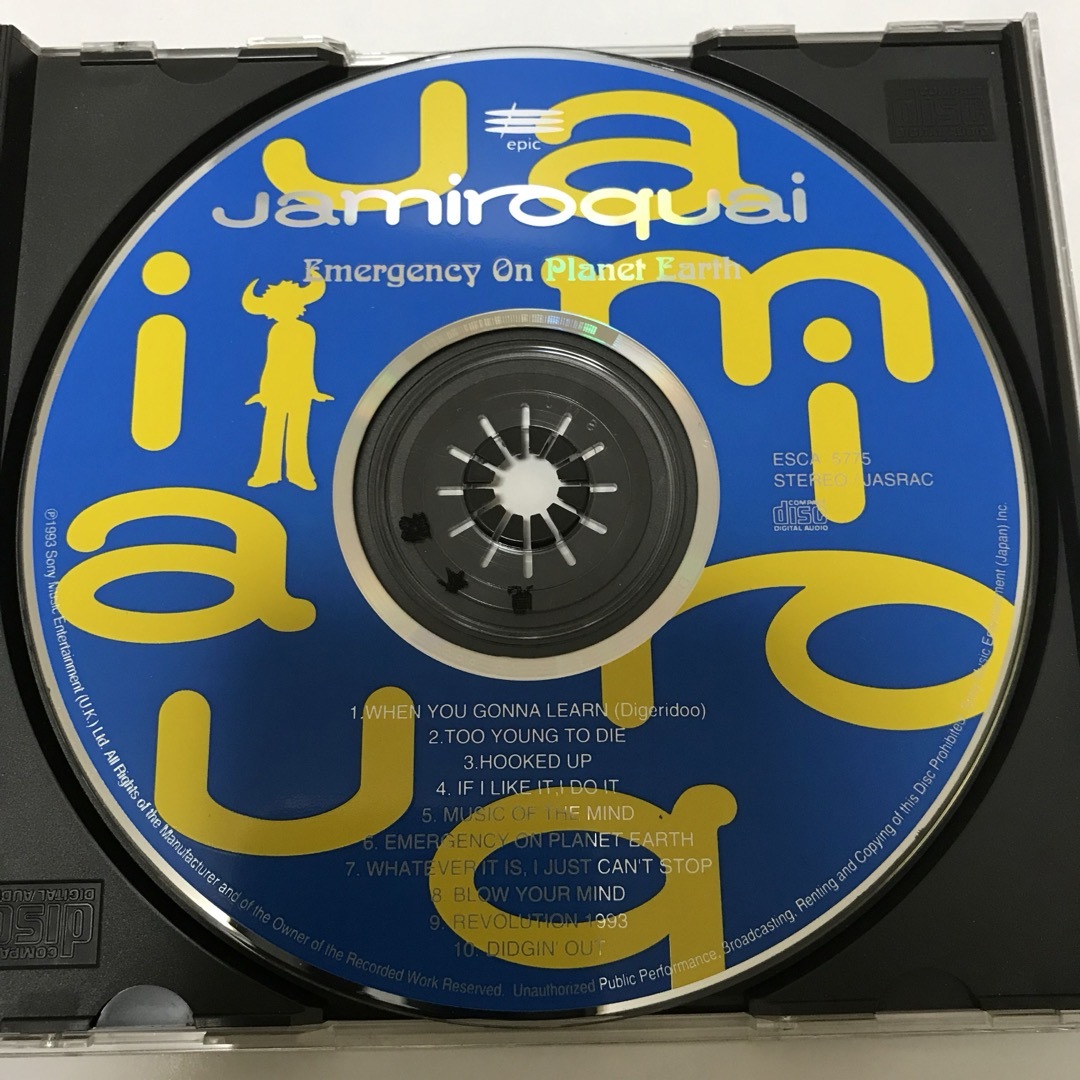 epic
Jamiroquai
Emergency On Planet Earth
Jamiroquai
ESCA 5775
STEREO JASRAC
COMPACT
disc
DIGITAL AUDIO
1.WHEN YOU GONNA LEARN (Digeridoo)
2.TOO YOUNG TO DIE
3.HOOKED UP
4. IF I LIKE IT,I DO IT
5. MUSIC OF THE MIND
6. EMERGENCY ON PLANET EARTH
7. WHATEVER IT IS, I JUST CAN'T STOP
8. BLOW YOUR MIND
9. REVOLUTION 1993
10. DIDGIN' OUT
℗1993 Sony Music Entertainment (U.K.) Ltd. All Rights of the Manufacturer and of the Owner of the Recorded Work Reserved. Unauthorized Public Performance. Broadcasting. Renting and Copying of this Disc Prohibited. Sony Music Entertainment (Japan) Inc.
COMPACT
disc
DIGITAL AUDIO